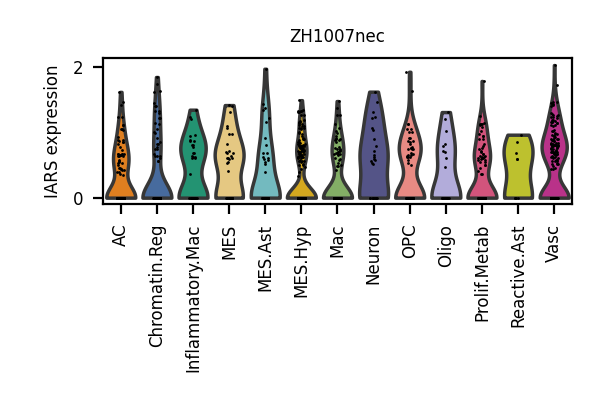 ZH1007nec
IARS expression
2
0
AC
Chromatin.Reg
Inflammatory.Mac
MES
MES.Ast
MES.Hyp
Mac
Neuron
OPC
Oligo
Prolif.Metab
Reactive.Ast
Vasc